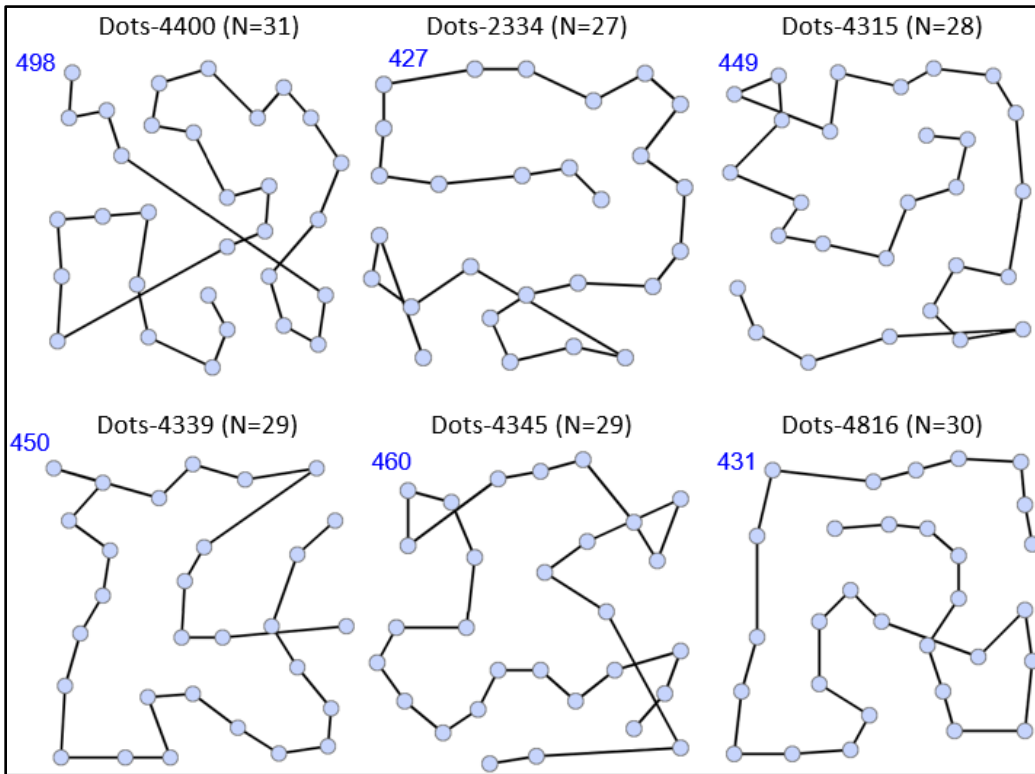 Dots-4400 (N=31)
498
Dots-2334 (N=27)
427
Dots-4315 (N=28)
449
Dots-4339 (N=29)
450
Dots-4345 (N=29)
460
Dots-4816 (N=30)
431